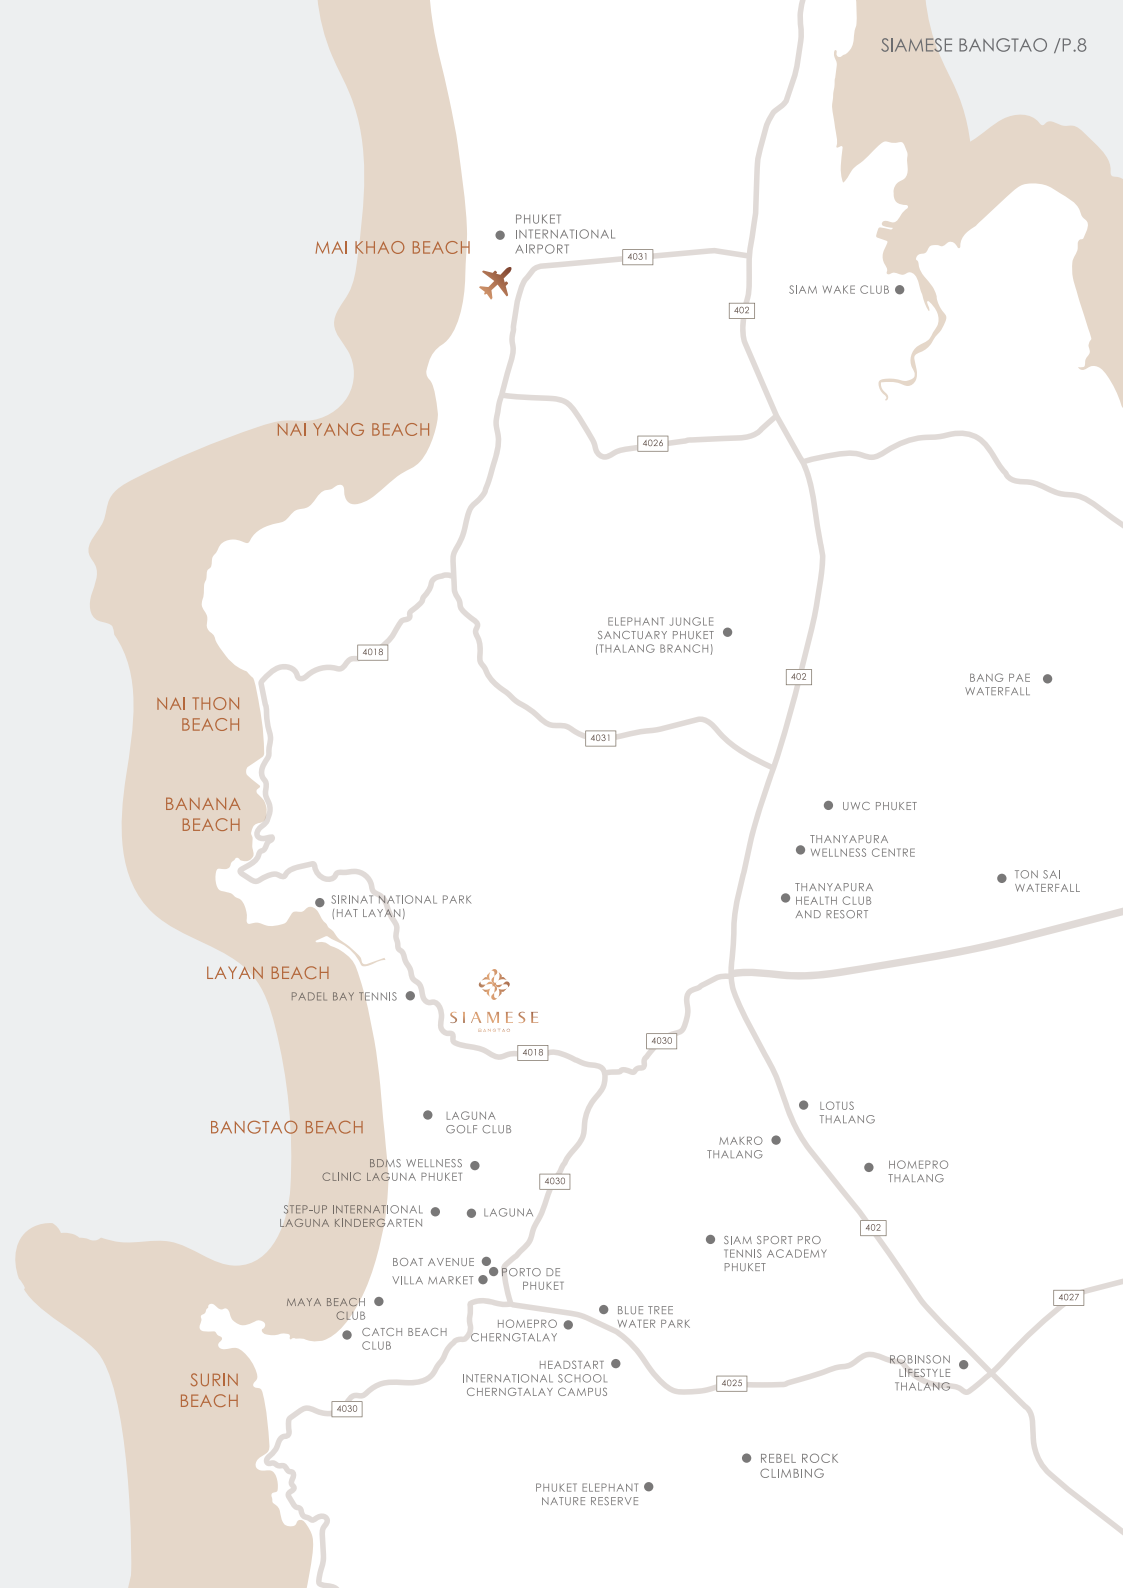 SIAMESE BANGTAO /P.8
PHUKET
INTERNATIONAL
AIRPORT
MAI KHAO BEACH
4031
SIAM WAKE CLUB
402
NAI YANG BEACH
4026
ELEPHANT JUNGLE
SANCTUARY PHUKET
(THALANG BRANCH)
4018
402
BANG PAE
WATERFALL
NAI THON
BEACH
4031
BANANA
BEACH
UWC PHUKET
THANYAPURA
WELLNESS CENTRE
TON SAI
WATERFALL
THANYAPURA
HEALTH CLUB
AND RESORT
SIRINAT NATIONAL PARK
(HAT LAYAN)
LAYAN BEACH
PADEL BAY TENNIS
SIAMESE
BANGTAO
4030
4018
LOTUS
THALANG
LAGUNA
GOLF CLUB
BANGTAO BEACH
MAKRO
THALANG
BDMS WELLNESS
CLINIC LAGUNA PHUKET
HOMEPRO
THALANG
4030
STEP-UP INTERNATIONAL
LAGUNA KINDERGARTEN
LAGUNA
402
SIAM SPORT PRO
TENNIS ACADEMY
PHUKET
BOAT AVENUE
PORTO DE
PHUKET
VILLA MARKET
4027
MAYA BEACH
CLUB
BLUE TREE
WATER PARK
HOMEPRO
CHERNGTALAY
CATCH BEACH
CLUB
HEADSTART
INTERNATIONAL SCHOOL
CHERNGTALAY CAMPUS
ROBINSON
LIFESTYLE
THALANG
SURIN
BEACH
4025
4030
REBEL ROCK
CLIMBING
PHUKET ELEPHANT
NATURE RESERVE